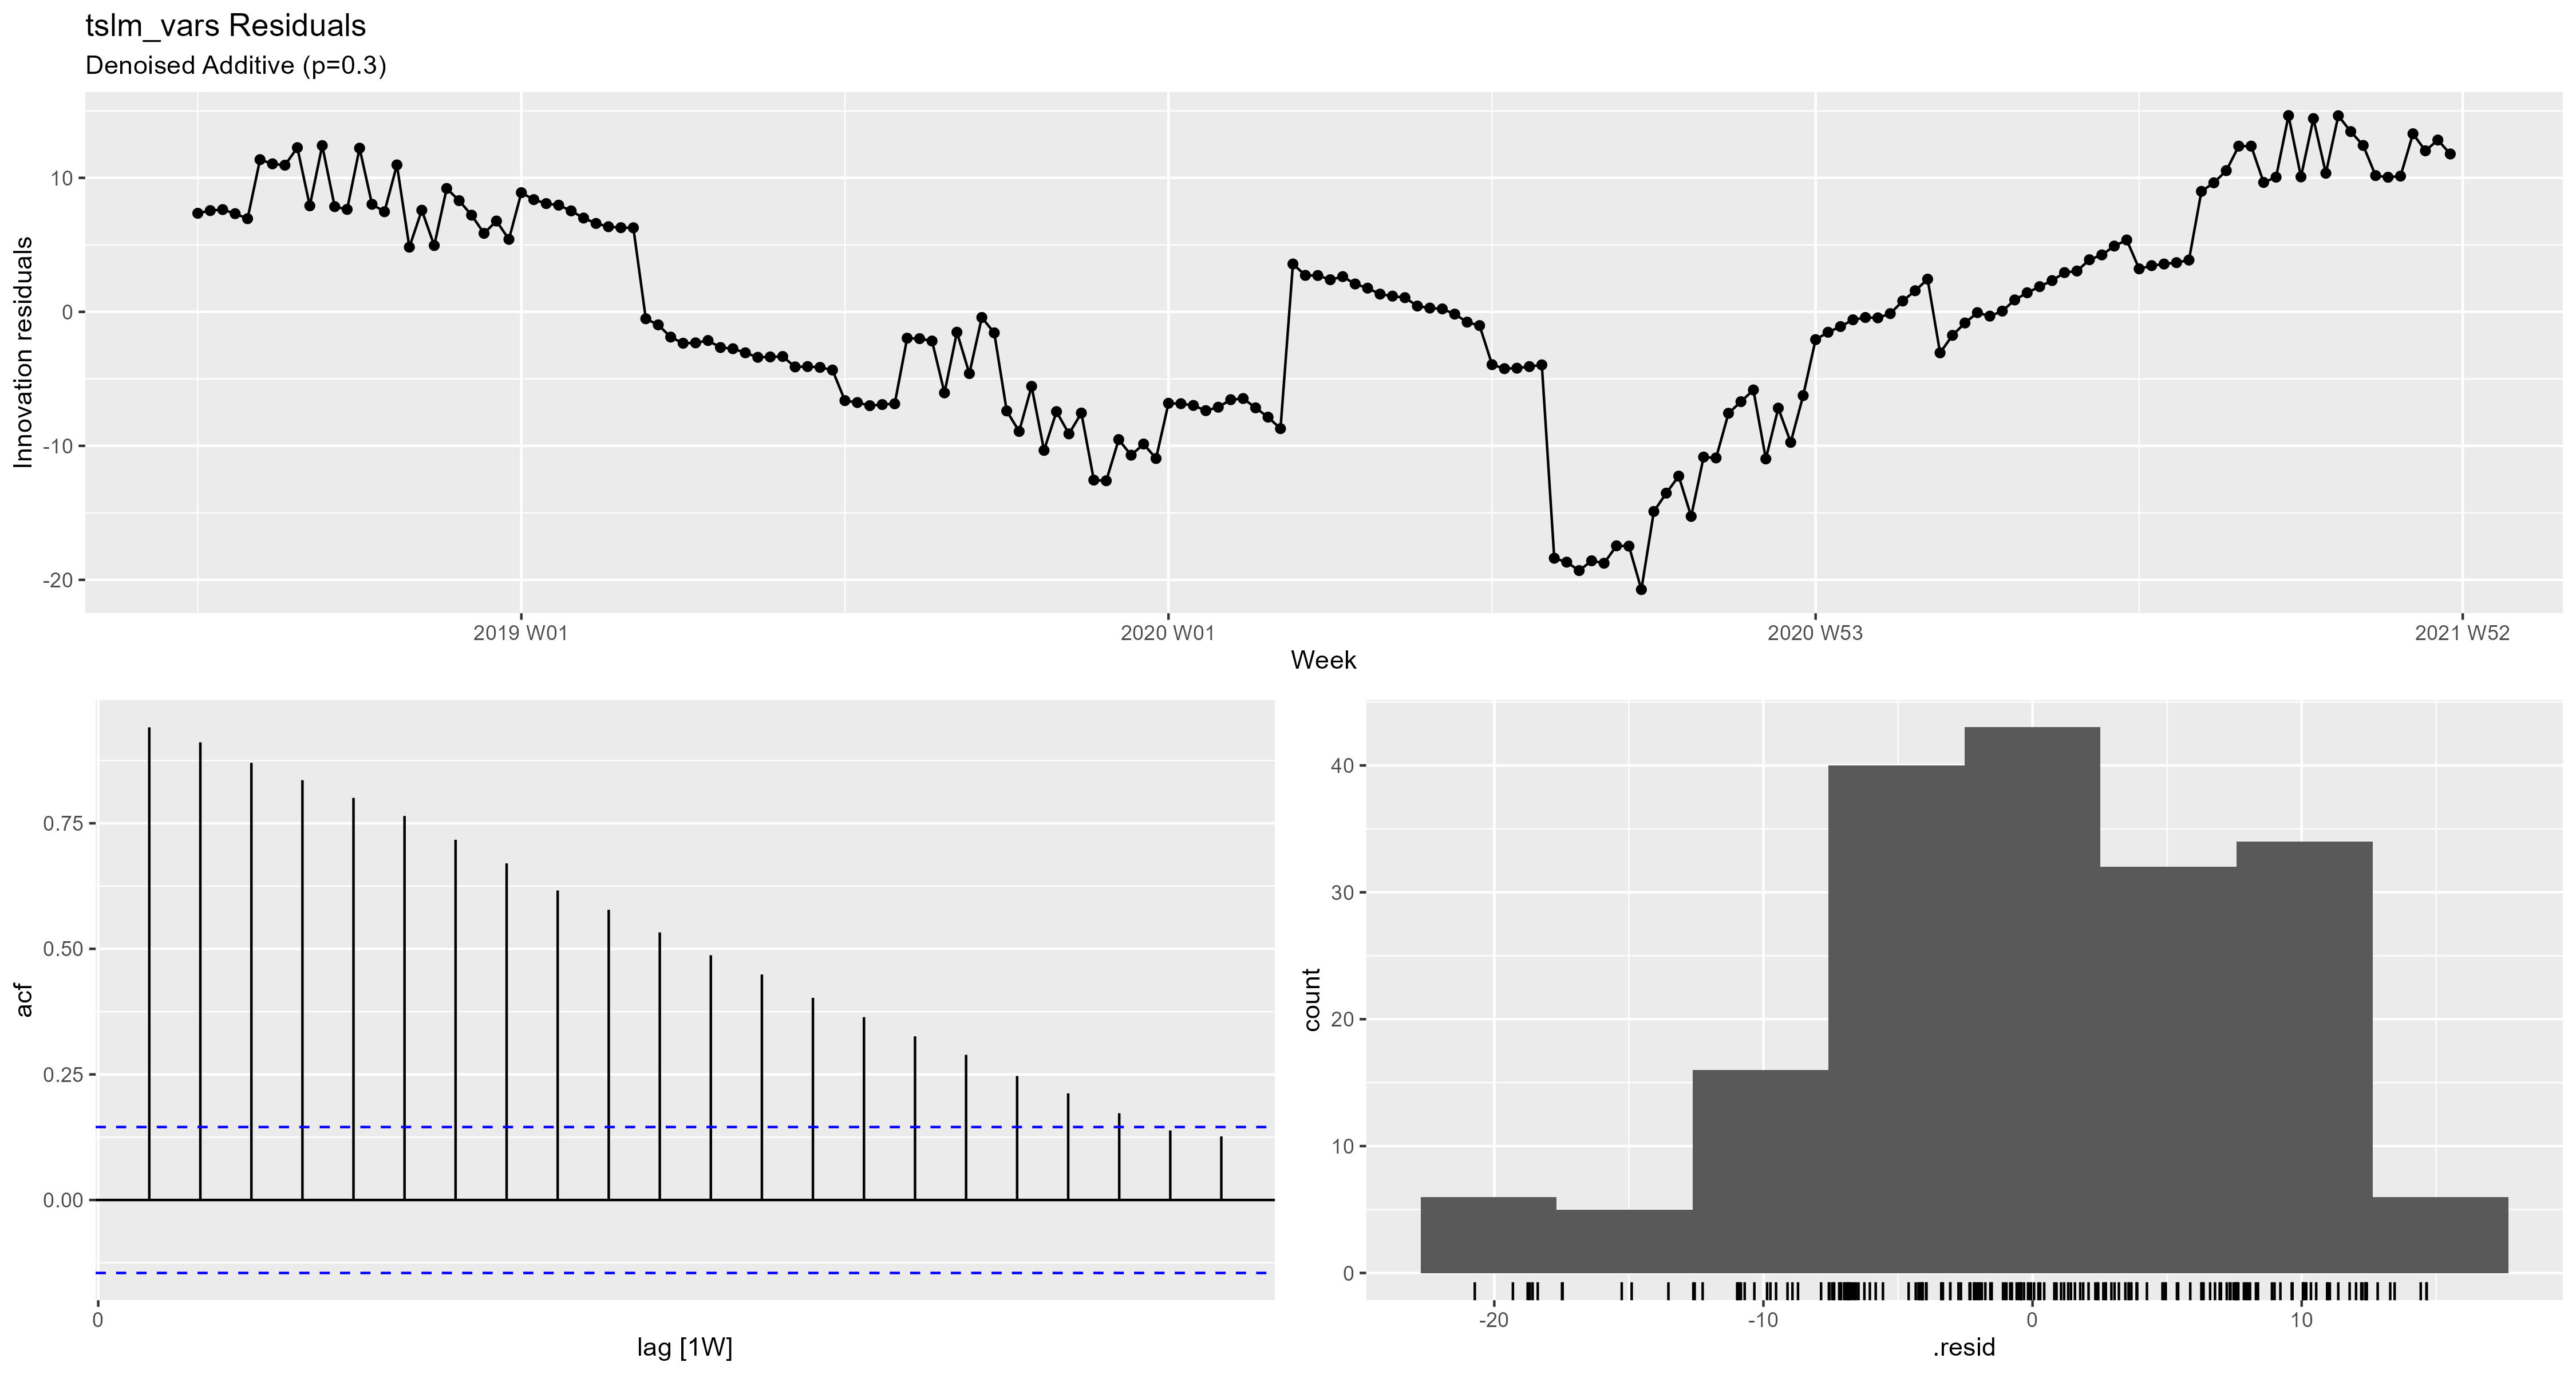 tslm_vars Residuals
Denoised Additive (p=0.3)
Innovation residuals
10
0
-10
-20
2019 W01
2020 W01
2020 W53
2021 W52
Week
acf
0.75
0.50
0.25
0.00
0
lag [1W]
count
40
30
20
10
0
-20
-10
0
10
.resid